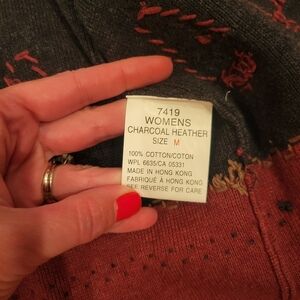 7419
WOMENS
CHARCOAL HEATHER
SIZE M
100% COTTON/COTON
WPL 6635/CA 05331
MADE IN HONG KONG
FABRIQUÉ À HONG KONG
SEE REVERSE FOR CARE